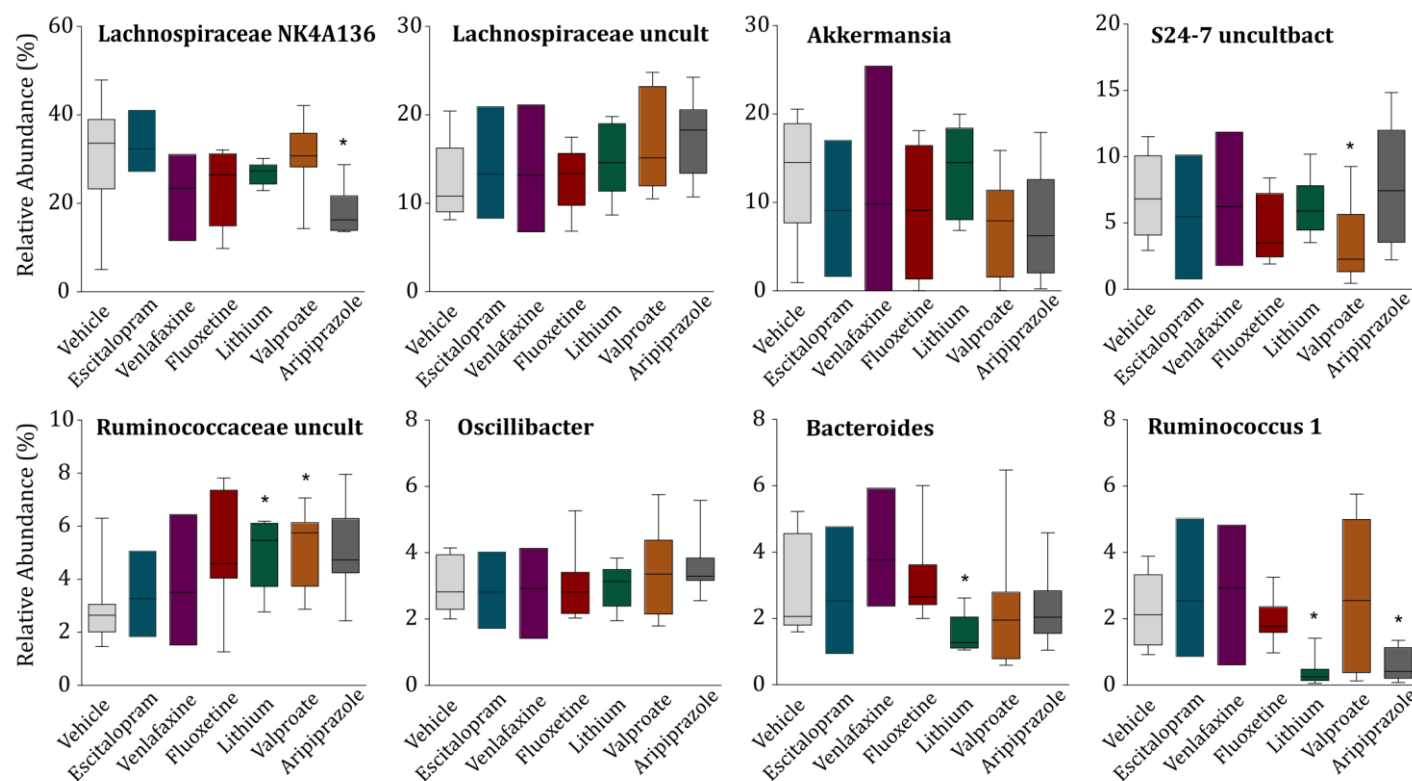 Lachnospiraceae NK4A136
Relative Abundance (%)
60
40
20
0
*
Vehicle
Escitalopram
Venlafaxine
Fluoxetine
Lithium
Valproate
Aripiprazole
Lachnospiraceae uncult
30
20
10
0
Vehicle
Escitalopram
Venlafaxine
Fluoxetine
Lithium
Valproate
Aripiprazole
Akkermansia
30
20
10
0
Vehicle
Escitalopram
Venlafaxine
Fluoxetine
Lithium
Valproate
Aripiprazole
S24-7 uncultbact
20
15
10
5
0
*
Vehicle
Escitalopram
Venlafaxine
Fluoxetine
Lithium
Valproate
Aripiprazole
Ruminococcaceae uncult
Relative Abundance (%)
10
8
6
4
2
0
*
*
Vehicle
Escitalopram
Venlafaxine
Fluoxetine
Lithium
Valproate
Aripiprazole
Oscillibacter
8
6
4
2
0
Vehicle
Escitalopram
Venlafaxine
Fluoxetine
Lithium
Valproate
Aripiprazole
Bacteroides
8
6
4
2
0
*
Vehicle
Escitalopram
Venlafaxine
Fluoxetine
Lithium
Valproate
Aripiprazole
Ruminococcus 1
8
6
4
2
0
*
*
Vehicle
Escitalopram
Venlafaxine
Fluoxetine
Lithium
Valproate
Aripiprazole